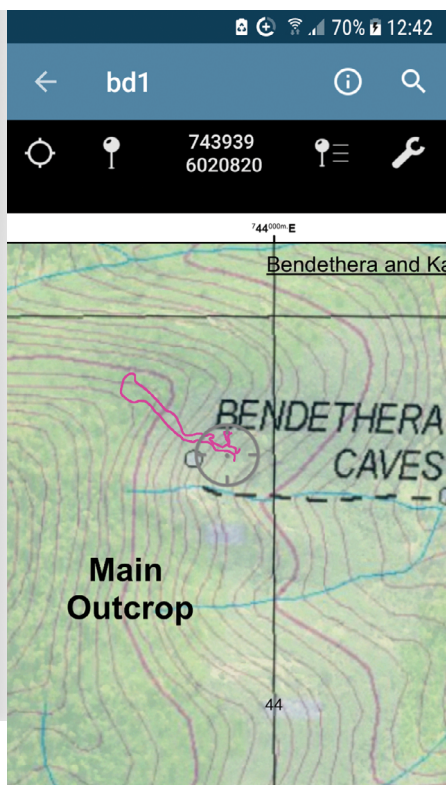 70% 12:42
bd1
743939
6020820
⁷44⁰⁰⁰ᵐ·E
Bendethera and Ka
BENDETHERA
CAVES
Main
Outcrop
44